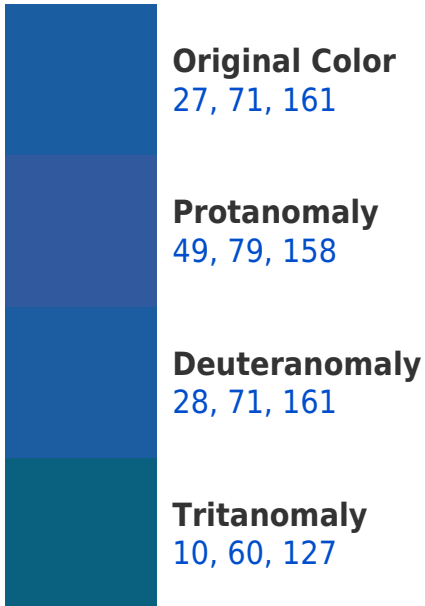 Original Color
27, 71, 161
Protanomaly
49, 79, 158
Deuteranomaly
28, 71, 161
Tritanomaly
10, 60, 127